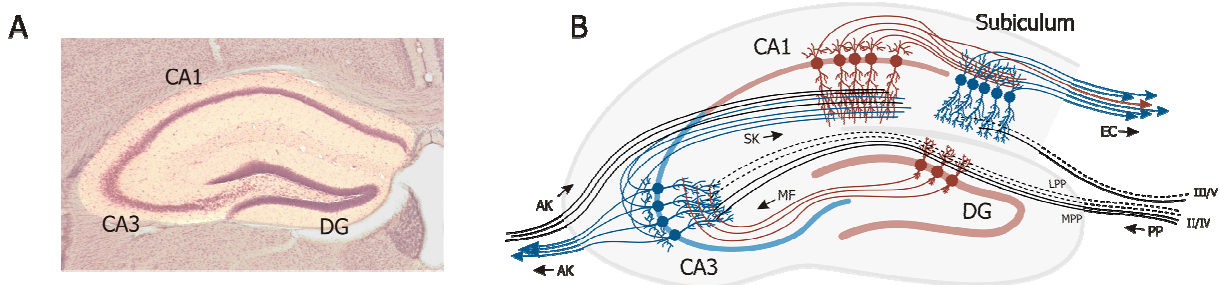 A
CA1
CA3
DG
B
Subiculum
CA1
EC
SK
LPP
MF
AK
III/V
DG
MPP
II/IV
PP
CA3
AK